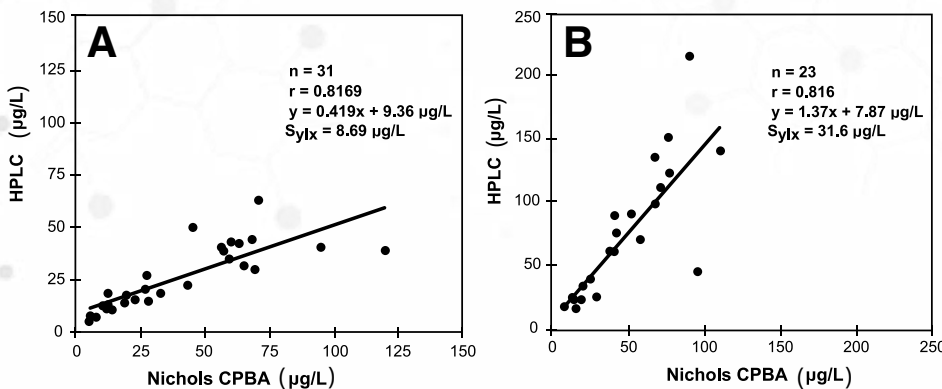 A
n = 31
r = 0.8169
y = 0.419x + 9.36 µg/L
Sylx = 8.69 µg/L
HPLC (µg/L)
150
125
100
75
50
25
0
0 25 50 75 100 125 150
Nichols CPBA (µg/L)
B
n = 23
r = 0.816
y = 1.37x + 7.87 µg/L
Sylx = 31.6 µg/L
HPLC (µg/L)
250
200
150
100
50
0
0 50 100 150 200 250
Nichols CPBA (µg/L)